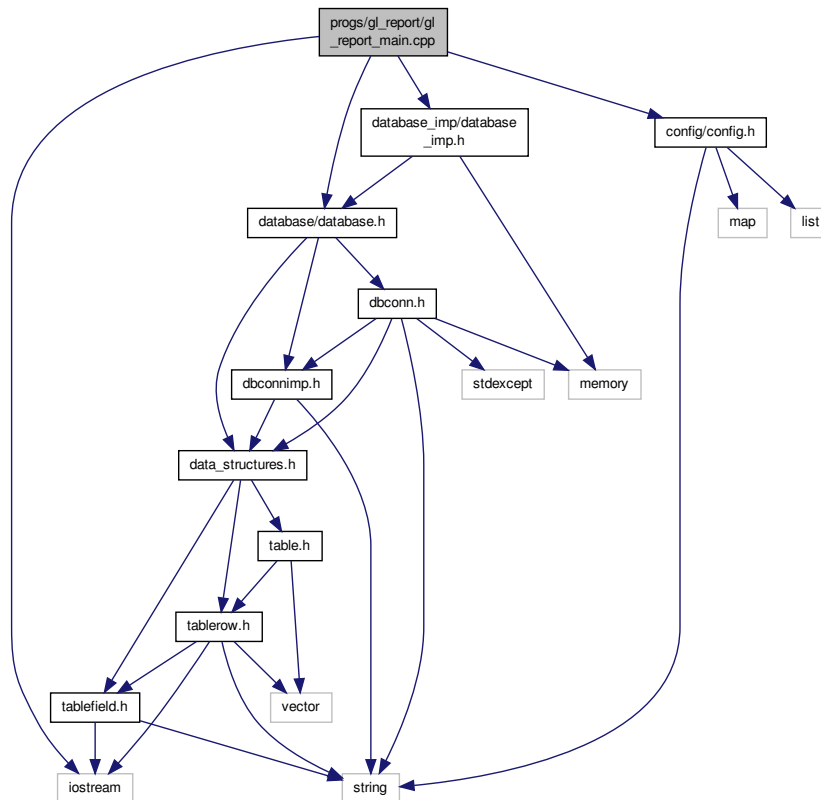 progs/gl_report/gl
_report_main.cpp
database_imp/database
_imp.h
config/config.h
database/database.h
map
list
dbconn.h
dbconnimp.h
stdexcept
memory
data_structures.h
table.h
tablerow.h
tablefield.h
vector
iostream
string